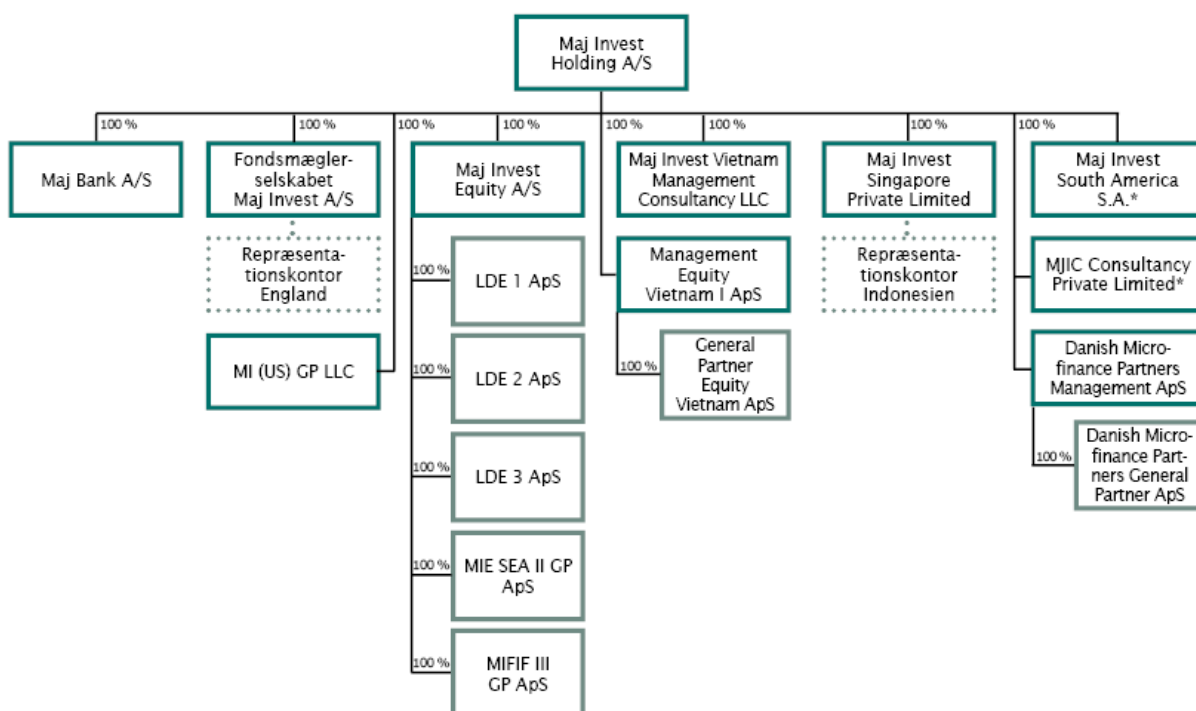 Maj Invest
Holding A/S
100 %
100 %
100 %
100 %
100 %
100 %
100 %
100 %
Maj Bank A/S
Fondsmægler-
selskabet
Maj Invest A/S
Maj Invest
Equity A/S
Maj Invest Vietnam
Management
Consultancy LLC
Maj Invest
Singapore
Private Limited
Maj Invest
South America
S.A.*
Repræsenta-
tionskontor
England
100 %
LDE 1 ApS
Management
Equity
Vietnam I ApS
Repræsenta-
tionskontor
Indonesien
MJIC Consultancy
Private Limited*
MI (US) GP LLC
100 %
LDE 2 ApS
100 %
General
Partner
Equity
Vietnam ApS
Danish Micro-
finance Partners
Management ApS
100 %
LDE 3 ApS
100 %
Danish Micro-
finance Part-
ners General
Partner ApS
100 %
MIE SEA II GP
ApS
100 %
MIFIF III
GP ApS